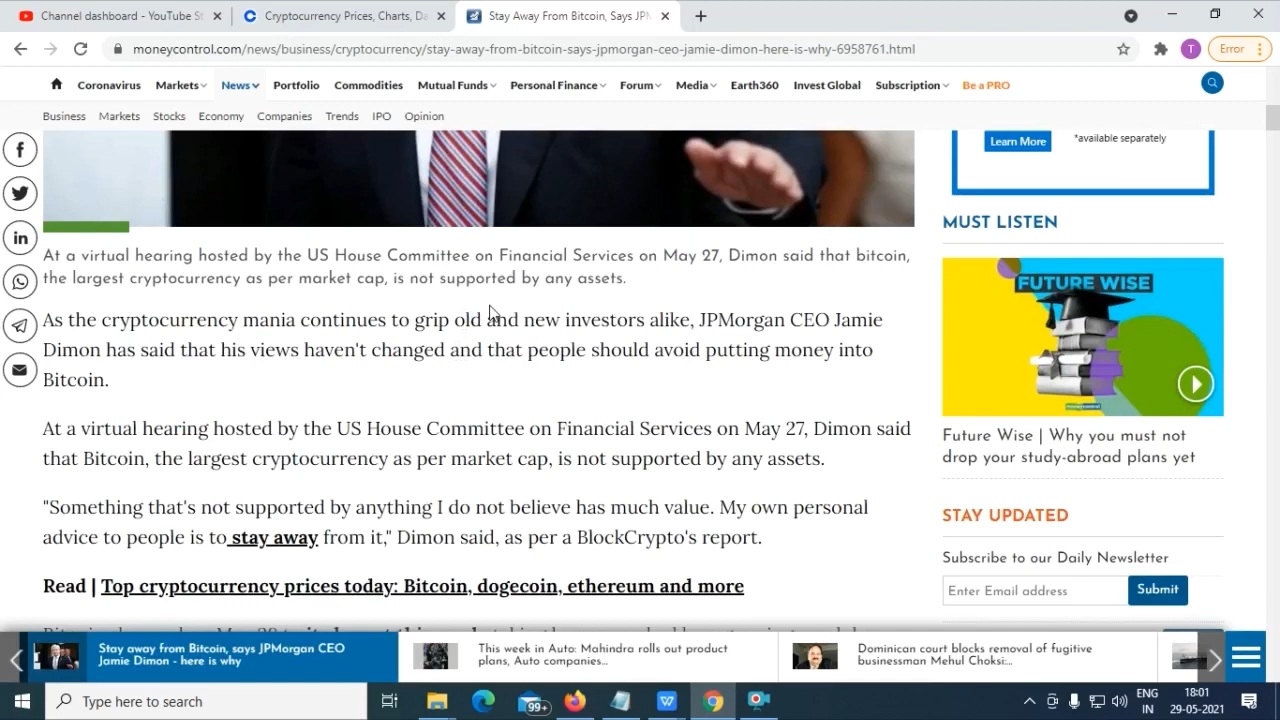 Channel dashboard - YouTube St
Cryptocurrency Prices, Charts, Da
Stay Away From Bitcoin, Says JPM
moneycontrol.com/news/business/cryptocurrency/stay-away-from-bitcoin-says-jpmorgan-ceo-jamie-dimon-here-is-why-6958761.html
T
Error
Coronavirus Markets News Portfolio Commodities Mutual Funds Personal Finance Forum Media Earth360 Invest Global Subscription Be a PRO
Business Markets Stocks Economy Companies Trends IPO Opinion
Learn More
*available separately
At a virtual hearing hosted by the US House Committee on Financial Services on May 27, Dimon said that bitcoin,
the largest cryptocurrency as per market cap, is not supported by any assets.
As the cryptocurrency mania continues to grip old and new investors alike, JPMorgan CEO Jamie
Dimon has said that his views haven't changed and that people should avoid putting money into
Bitcoin.
At a virtual hearing hosted by the US House Committee on Financial Services on May 27, Dimon said
that Bitcoin, the largest cryptocurrency as per market cap, is not supported by any assets.
"Something that's not supported by anything I do not believe has much value. My own personal
advice to people is to stay away from it," Dimon said, as per a BlockCrypto's report.
Read | Top cryptocurrency prices today: Bitcoin, dogecoin, ethereum and more
MUST LISTEN
FUTURE WISE
Future Wise | Why you must not
drop your study-abroad plans yet
STAY UPDATED
Subscribe to our Daily Newsletter
Enter Email address
Submit
Stay away from Bitcoin, says JPMorgan CEO
Jamie Dimon - here is why
This week in Auto: Mahindra rolls out product
plans, Auto companies...
Dominican court blocks removal of fugitive
businessman Mehul Choksi:...
Type here to search
99+
ENG
IN
18:01
29-05-2021